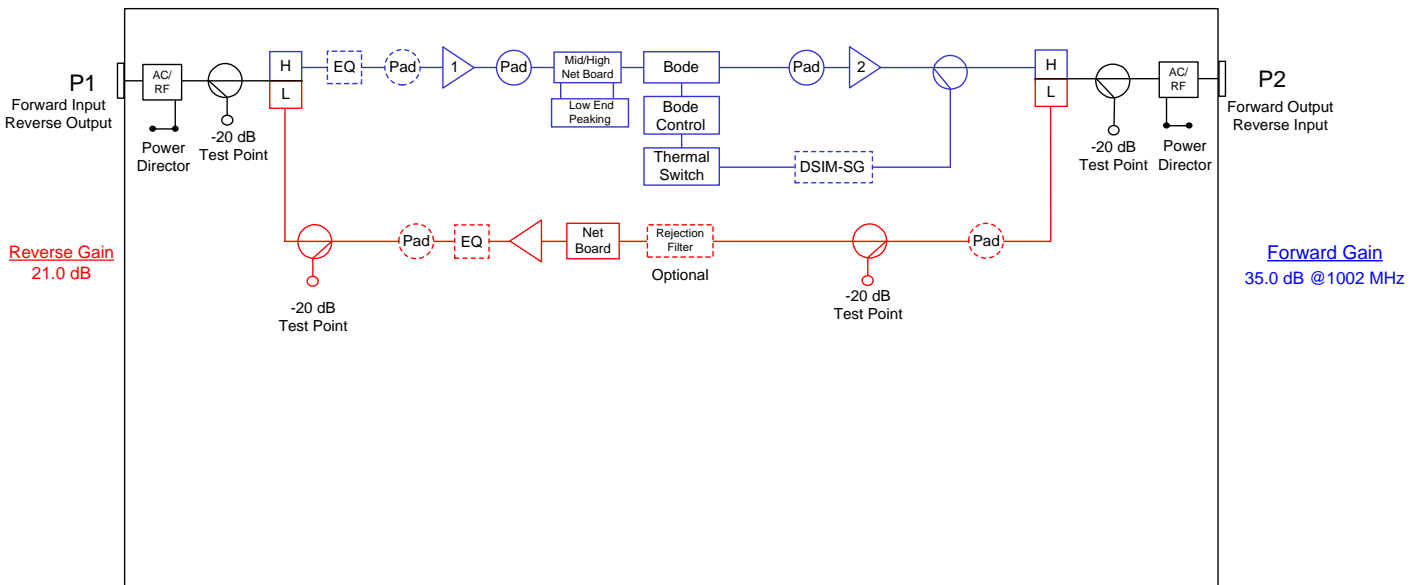 P1
Forward Input
Reverse Output
AC/
RF
Power
Director
-20 dB
Test Point
H
L
EQ
Pad
1
Pad
Mid/High
Net Board
Low End
Peaking
Bode
Bode
Control
Thermal
Switch
Pad
2
DSIM-SG
H
L
-20 dB
Test Point
AC/
RF
Power
Director
P2
Forward Output
Reverse Input
Reverse Gain
21.0 dB
-20 dB
Test Point
Pad
EQ
Net
Board
Rejection
Filter
Optional
-20 dB
Test Point
Pad
Forward Gain
35.0 dB @1002 MHz